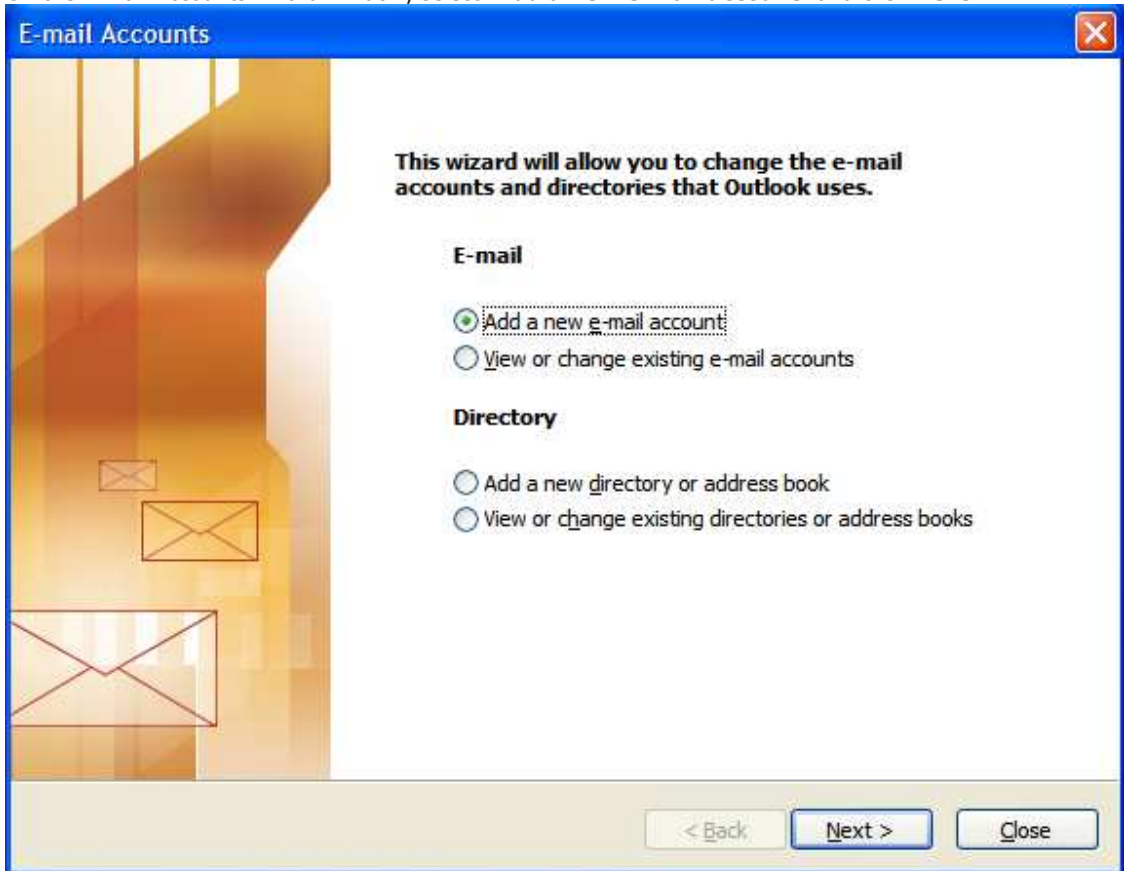 E-mail Accounts
This wizard will allow you to change the e-mail
accounts and directories that Outlook uses.
E-mail
Add a new e-mail account
View or change existing e-mail accounts
Directory
Add a new directory or address book
View or change existing directories or address books
< Back
Next >
Close